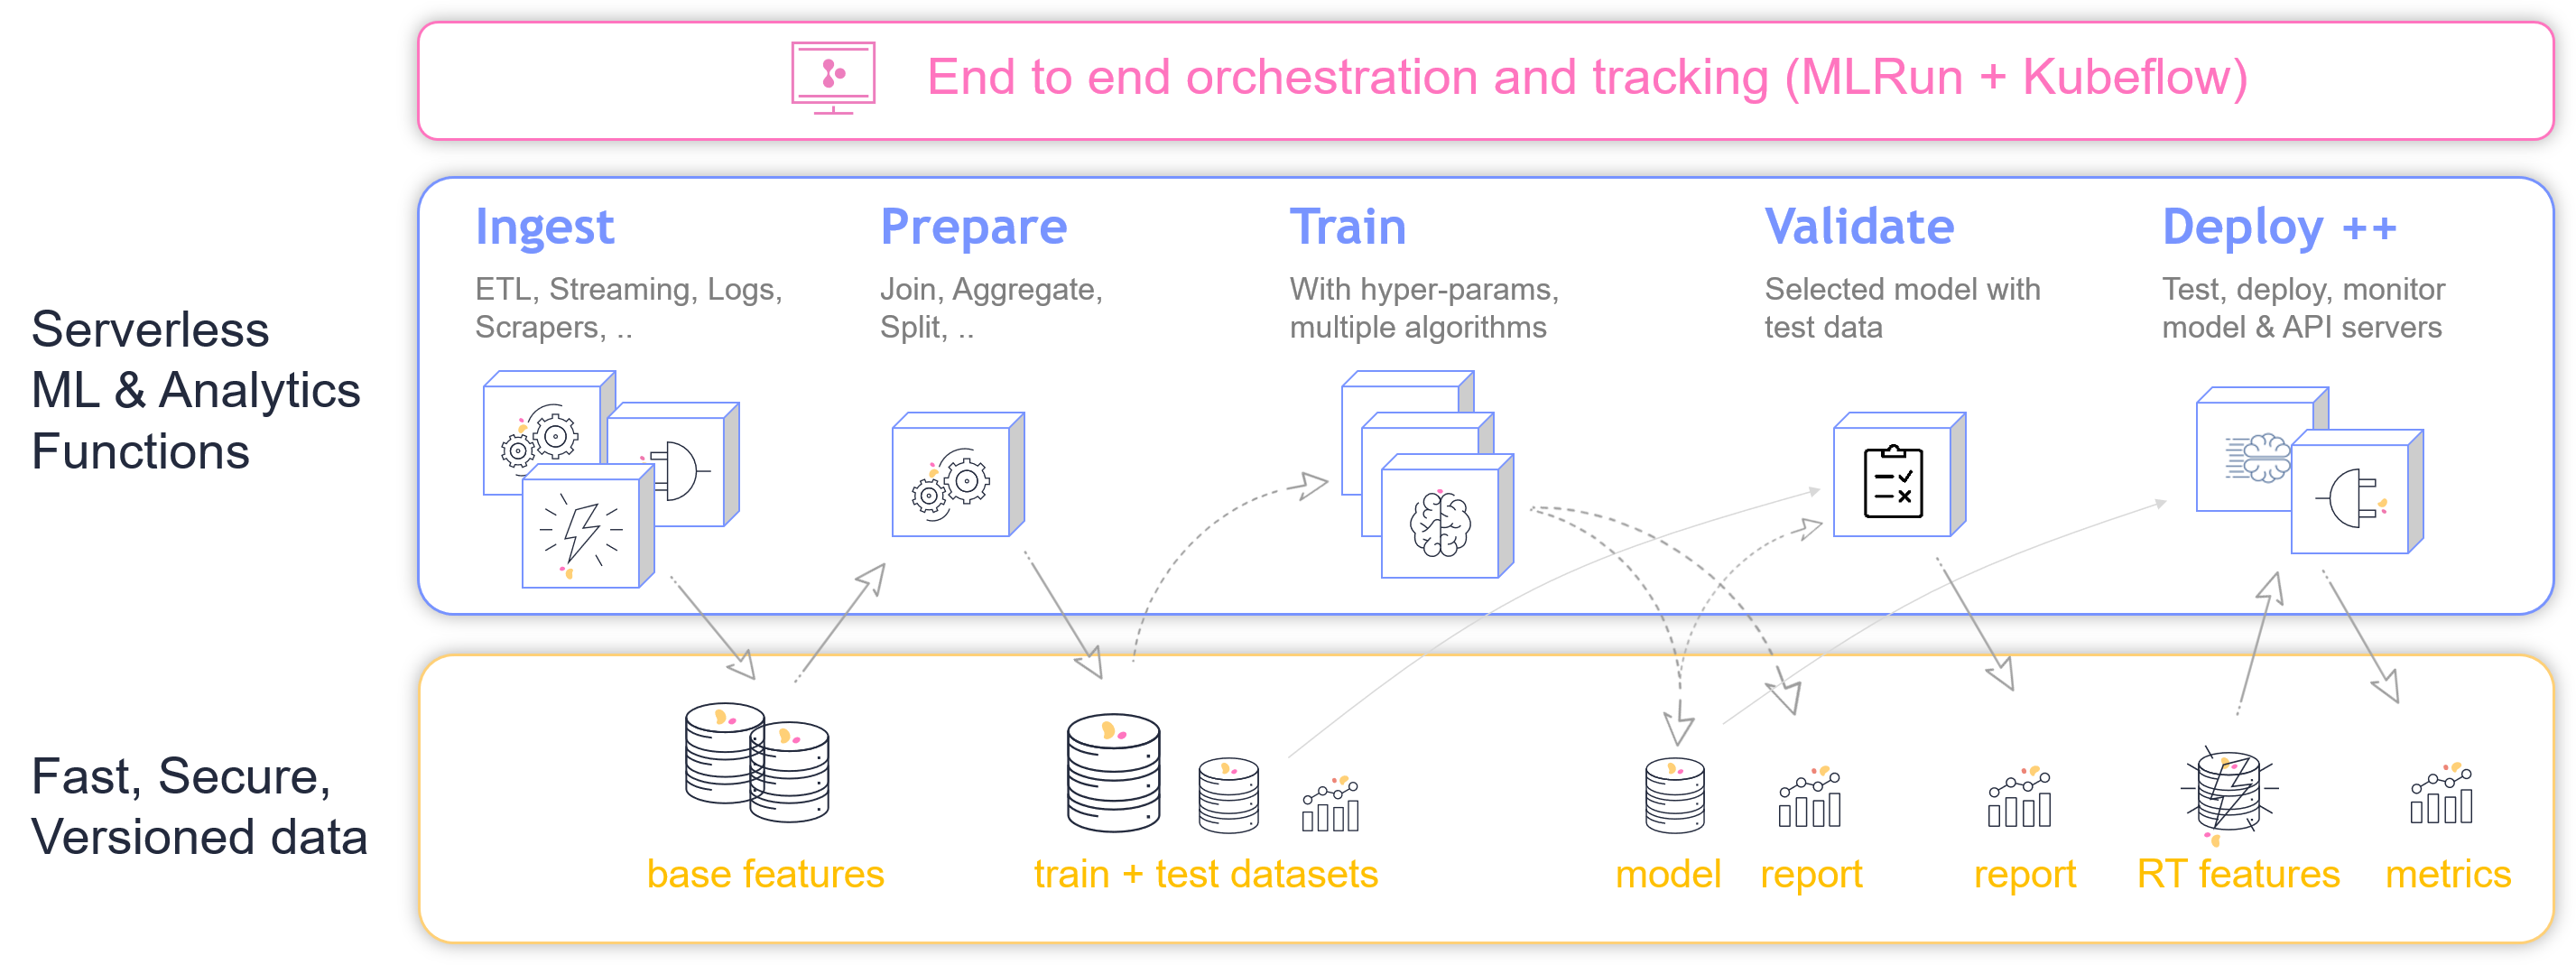 End to end orchestration and tracking (MLRun + Kubeflow)
Serverless
ML & Analytics
Functions
Ingest
ETL, Streaming, Logs,
Scrapers, ..
Prepare
Join, Aggregate,
Split, ..
Train
With hyper-params,
multiple algorithms
Validate
Selected model with
test data
Deploy ++
Test, deploy, monitor
model & API servers
Fast, Secure,
Versioned data
base features
train + test datasets
model
report
report
RT features
metrics